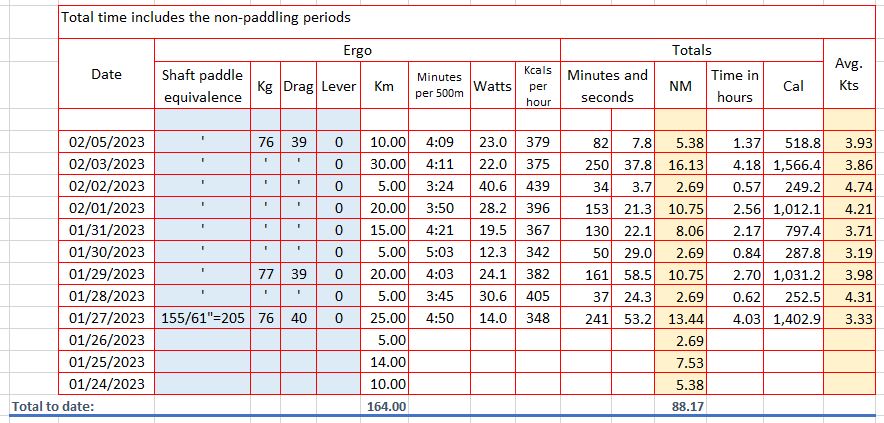 Total time includes the non-paddling periods
Ergo Totals
Date Shaft paddle equivalence Kg Drag Lever Km Minutes per 500m Watts Kcals per hour Minutes and seconds NM Time in hours Cal Avg. Kts
02/05/2023 ' 76 39 0 10.00 4:09 23.0 379 82 7.8 5.38 1.37 518.8 3.93
02/03/2023 ' ' ' 0 30.00 4:11 22.0 375 250 37.8 16.13 4.18 1,566.4 3.86
02/02/2023 ' ' ' 0 5.00 3:24 40.6 439 34 3.7 2.69 0.57 249.2 4.74
02/01/2023 ' ' ' 0 20.00 3:50 28.2 396 153 21.3 10.75 2.56 1,012.1 4.21
01/31/2023 ' ' ' 0 15.00 4:21 19.5 367 130 22.1 8.06 2.17 797.4 3.71
01/30/2023 ' ' ' 0 5.00 5:03 12.3 342 50 29.0 2.69 0.84 287.8 3.19
01/29/2023 ' 77 39 0 20.00 4:03 24.1 382 161 58.5 10.75 2.70 1,031.2 3.98
01/28/2023 ' ' ' 0 5.00 3:45 30.6 405 37 24.3 2.69 0.62 252.5 4.31
01/27/2023 155/61"=205 76 40 0 25.00 4:50 14.0 348 241 53.2 13.44 4.03 1,402.9 3.33
01/26/2023 5.00 2.69
01/25/2023 14.00 7.53
01/24/2023 10.00 5.38
Total to date: 164.00 88.17